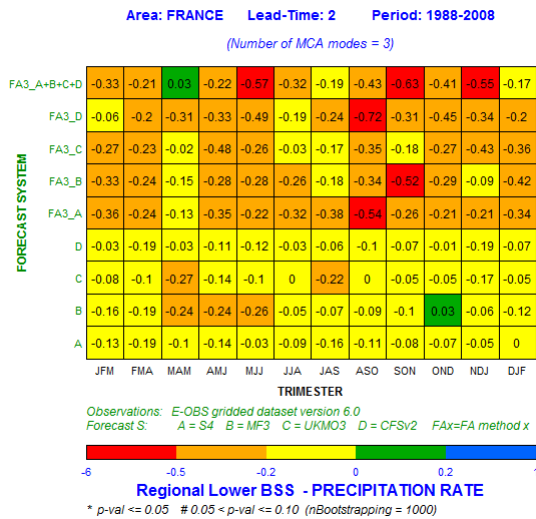 Area: FRANCE Lead-Time: 2 Period: 1988-2008
(Number of MCA modes = 3)
FORECAST SYSTEM
FA3_A+B+C+D -0.33 -0.21 0.03 -0.22 -0.57 -0.32 -0.19 -0.43 -0.63 -0.41 -0.55 -0.17
FA3_D -0.06 -0.2 -0.31 -0.33 -0.49 -0.19 -0.24 -0.72 -0.31 -0.45 -0.34 -0.2
FA3_C -0.27 -0.23 -0.02 -0.48 -0.26 -0.03 -0.17 -0.35 -0.18 -0.27 -0.43 -0.36
FA3_B -0.33 -0.24 -0.15 -0.28 -0.28 -0.26 -0.18 -0.34 -0.52 -0.29 -0.09 -0.42
FA3_A -0.36 -0.24 -0.13 -0.35 -0.22 -0.32 -0.38 -0.54 -0.26 -0.21 -0.21 -0.34
D -0.03 -0.19 -0.03 -0.11 -0.12 -0.03 -0.06 -0.1 -0.07 -0.01 -0.19 -0.07
C -0.08 -0.1 -0.27 -0.14 -0.1 0 -0.22 0 -0.05 -0.05 -0.17 -0.05
B -0.16 -0.19 -0.24 -0.24 -0.26 -0.05 -0.07 -0.09 -0.1 0.03 -0.06 -0.12
A -0.13 -0.19 -0.1 -0.14 -0.03 -0.09 -0.16 -0.11 -0.08 -0.07 -0.05 0
JFM FMA MAM AMJ MJJ JJA JAS ASO SON OND NDJ DJF
TRIMESTER
Observations: E-OBS gridded dataset version 6.0
Forecast S: A = S4 B = MF3 C = UKMO3 D = CFSv2 FAx=FA method x
-6 -0.5 -0.2 0 0.2 1
Regional Lower BSS - PRECIPITATION RATE
* p-val <= 0.05 # 0.05 < p-val <= 0.10 (nBootstrapping = 1000)